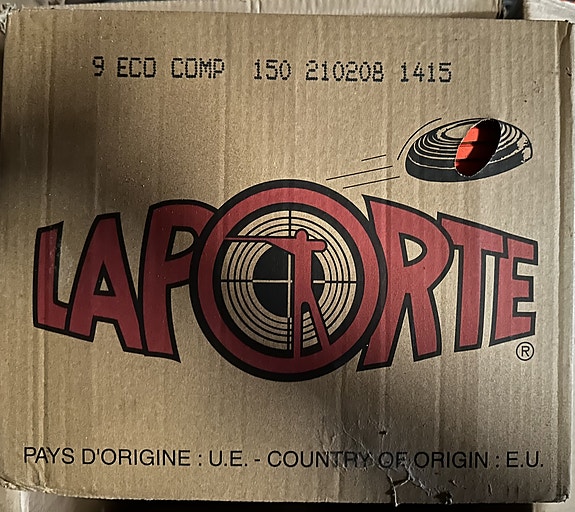 9 ECO COMP 150 210208 1415
LAPORTE
®
PAYS D'ORIGINE : U.E. - COUNTRY OF ORIGIN : E.U.